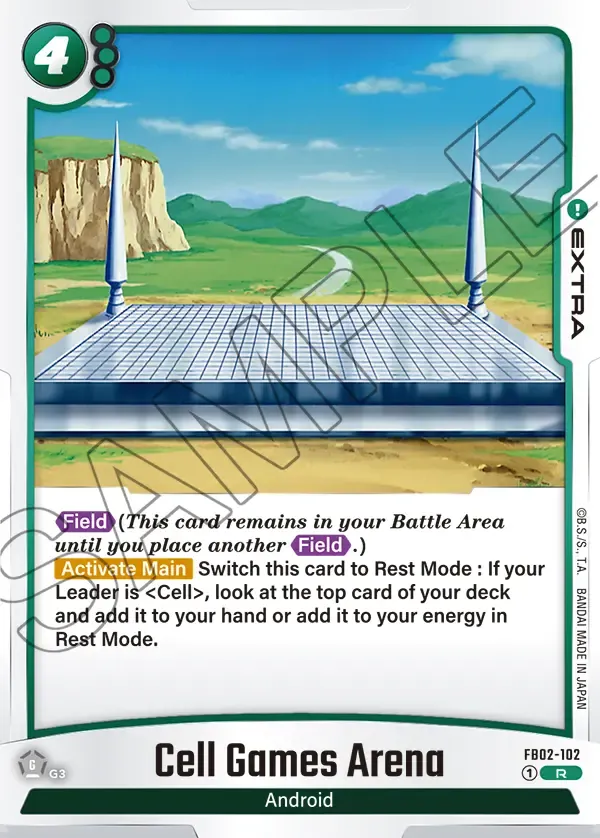 4
! EXTRA
SAMPLE
Field (This card remains in your Battle Area
until you place another Field.)
Activate Main Switch this card to Rest Mode : If your
Leader is <Cell>, look at the top card of your deck
and add it to your hand or add it to your energy in
Rest Mode.
©B.S./S., T.A. BANDAI MADE IN JAPAN
G G3
Cell Games Arena
FB02-102
1 R
Android